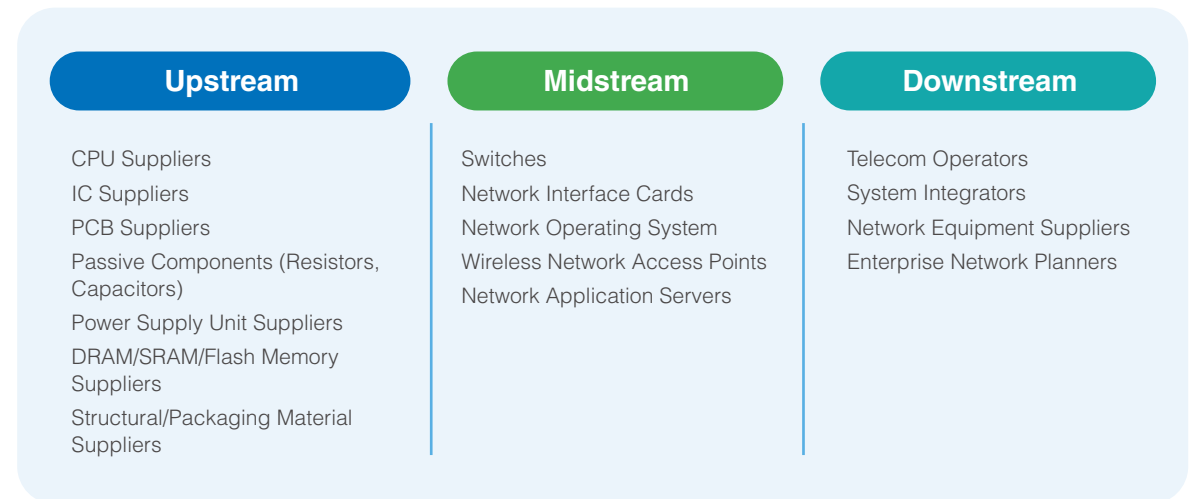 Upstream
CPU Suppliers
IC Suppliers
PCB Suppliers
Passive Components (Resistors,
Capacitors)
Power Supply Unit Suppliers
DRAM/SRAM/Flash Memory
Suppliers
Structural/Packaging Material
Suppliers
Midstream
Switches
Network Interface Cards
Network Operating System
Wireless Network Access Points
Network Application Servers
Downstream
Telecom Operators
System Integrators
Network Equipment Suppliers
Enterprise Network Planners